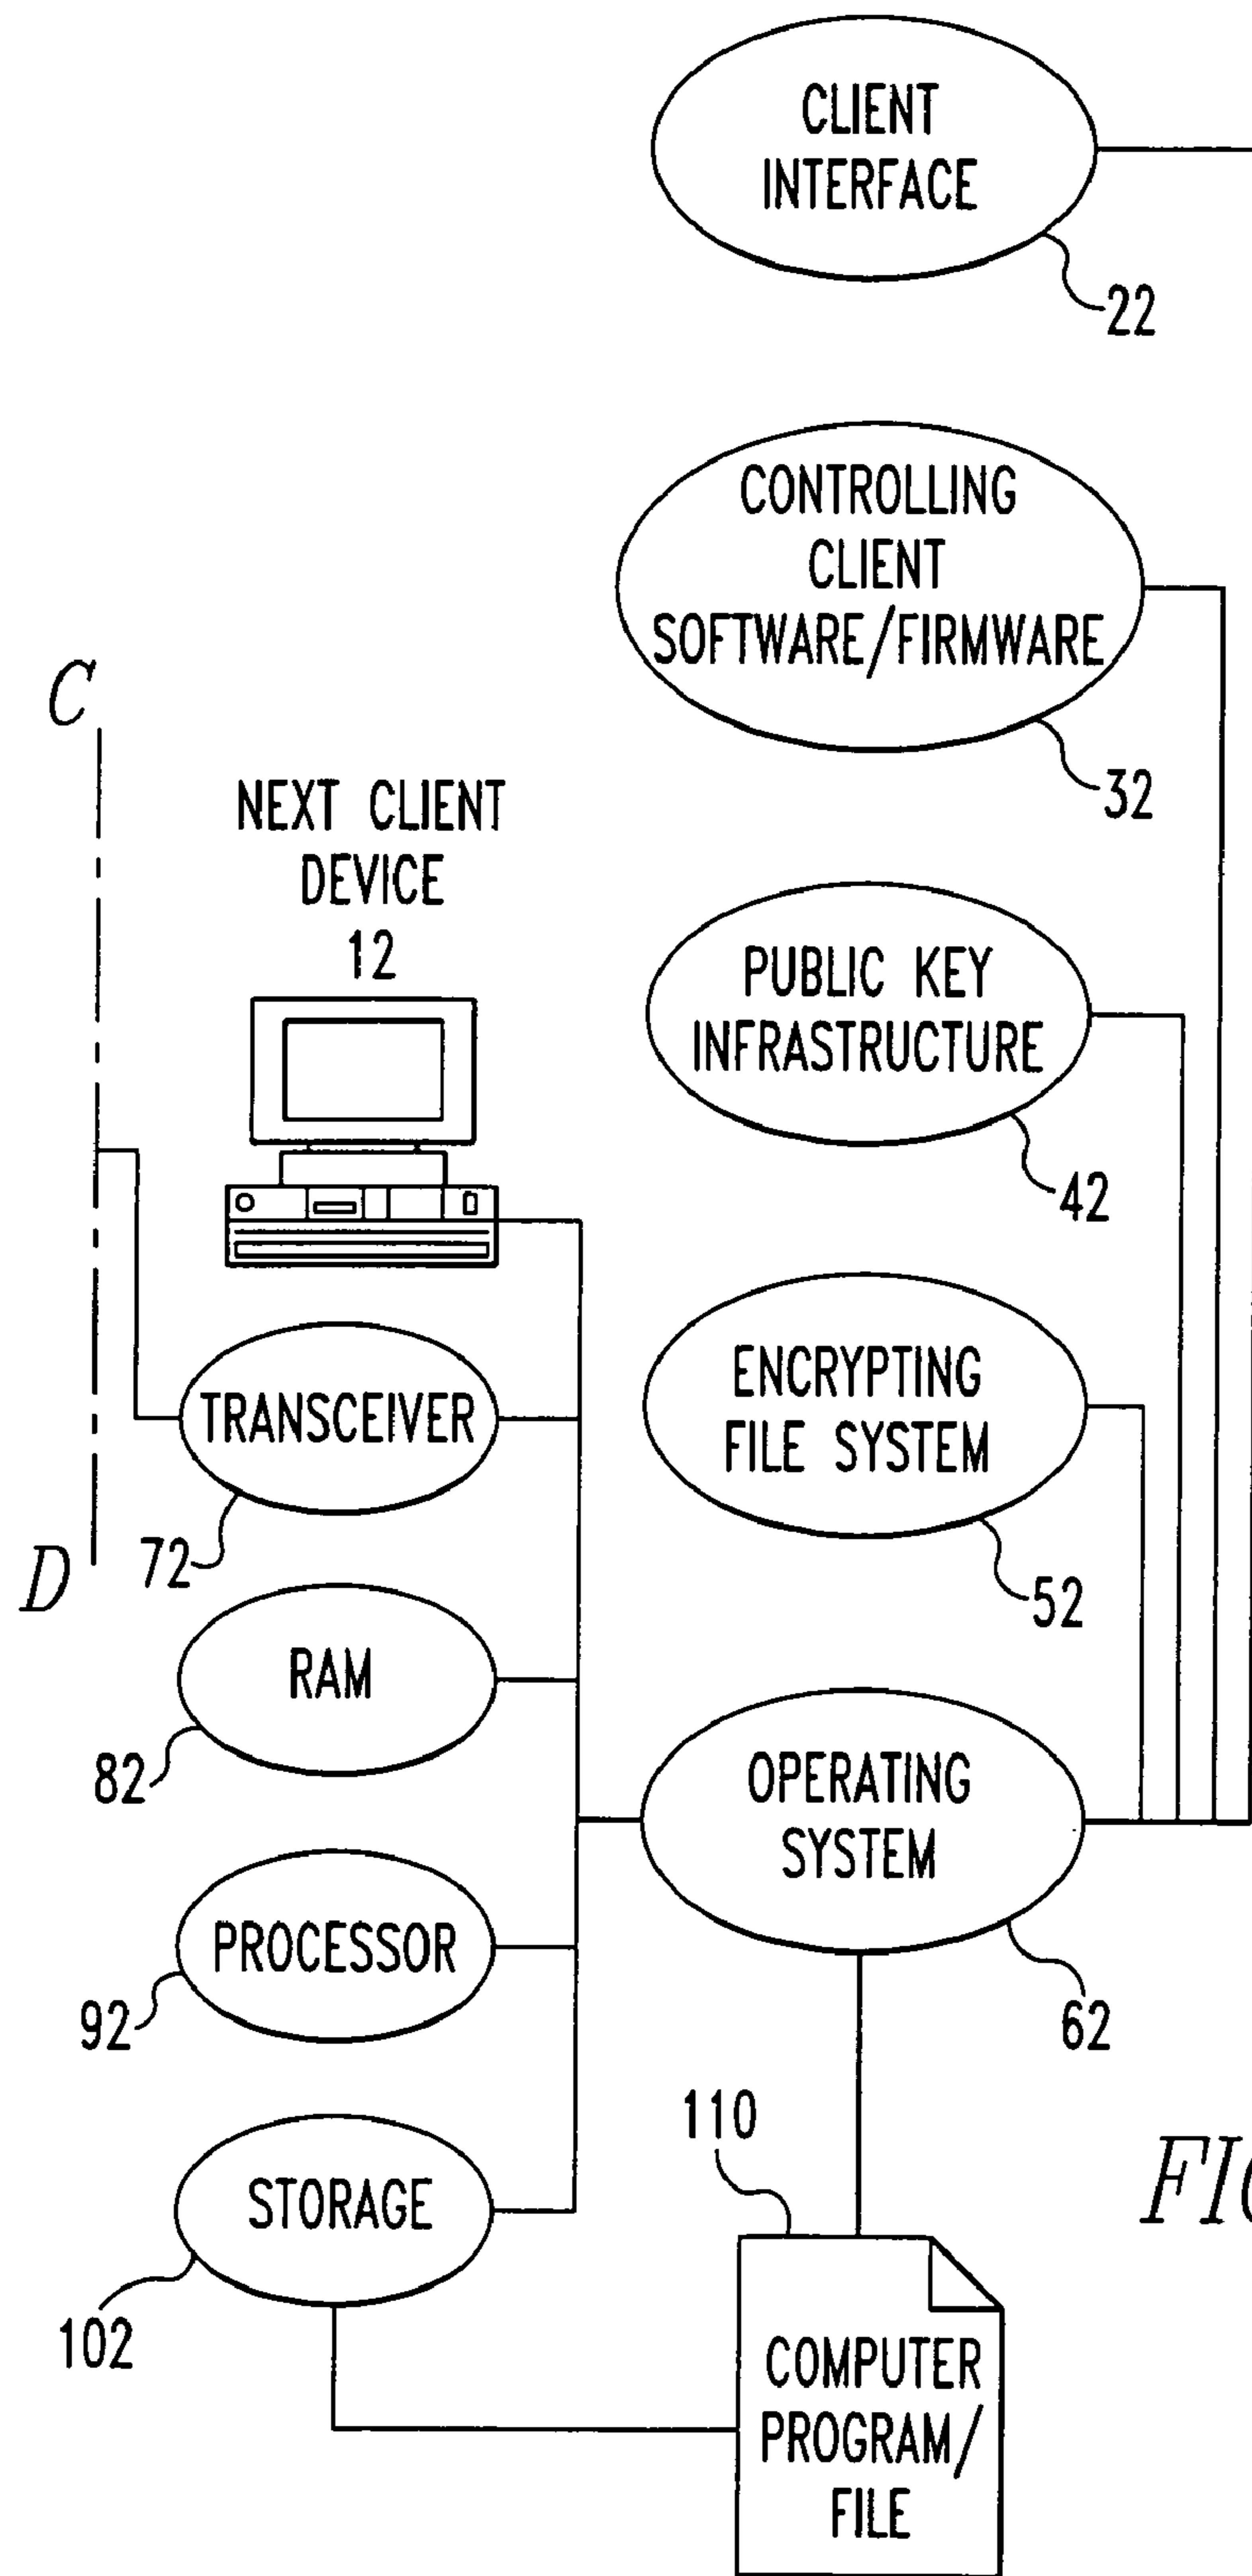 CLIENT
INTERFACE
22
CONTROLLING
CLIENT
SOFTWARE/FIRMWARE
32
C
NEXT CLIENT
DEVICE
12
PUBLIC KEY
INFRASTRUCTURE
42
ENCRYPTING
FILE SYSTEM
52
TRANSCEIVER
72
D
RAM
82
OPERATING
SYSTEM
62
PROCESSOR
92
STORAGE
102
110
COMPUTER
PROGRAM/
FILE